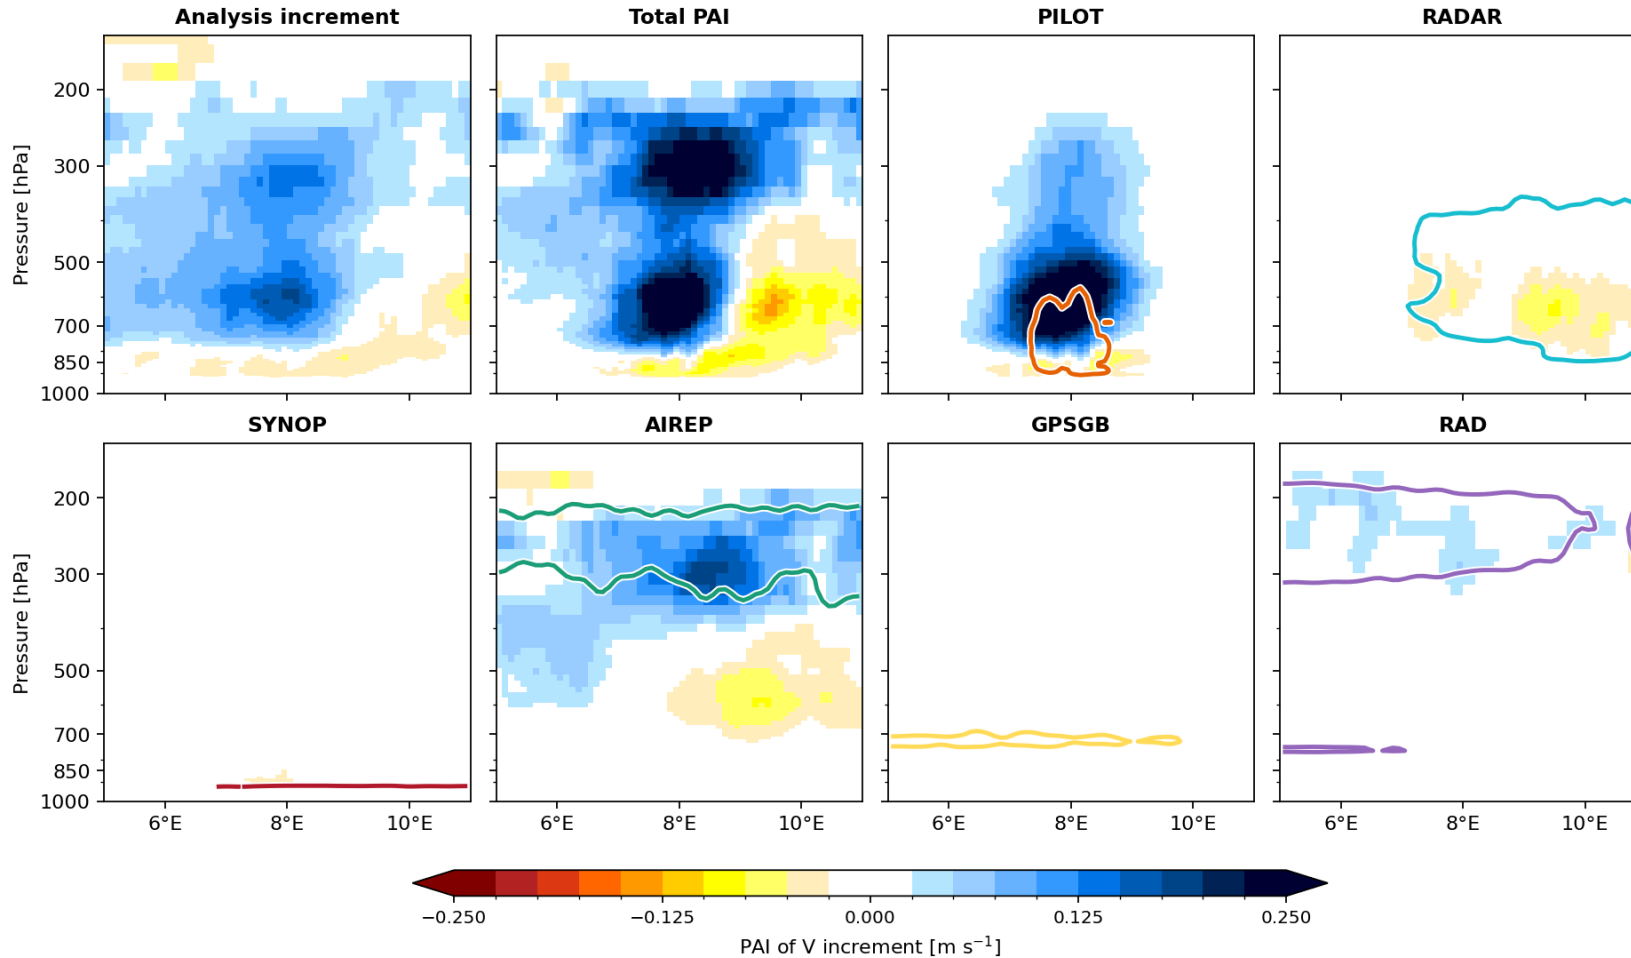 Analysis increment
Total PAI
PILOT
RADAR
Pressure [hPa]
200
300
500
700
850
1000
SYNOP
AIREP
GPSGB
RAD
Pressure [hPa]
200
300
500
700
850
1000
6°E 8°E 10°E
6°E 8°E 10°E
6°E 8°E 10°E
6°E 8°E 10°E
−0.250 −0.125 0.000 0.125 0.250
PAI of V increment [m s⁻¹]